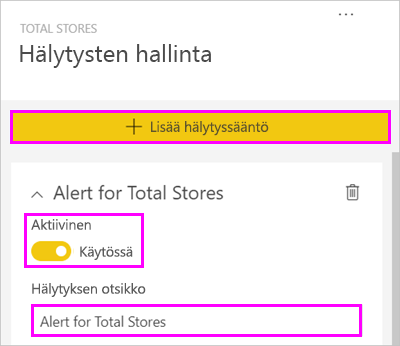 TOTAL STORES
Hälytysten hallinta
Lisää hälytyssääntö
Alert for Total Stores
Aktiivinen
Käytössä
Hälytyksen otsikko
Alert for Total Stores